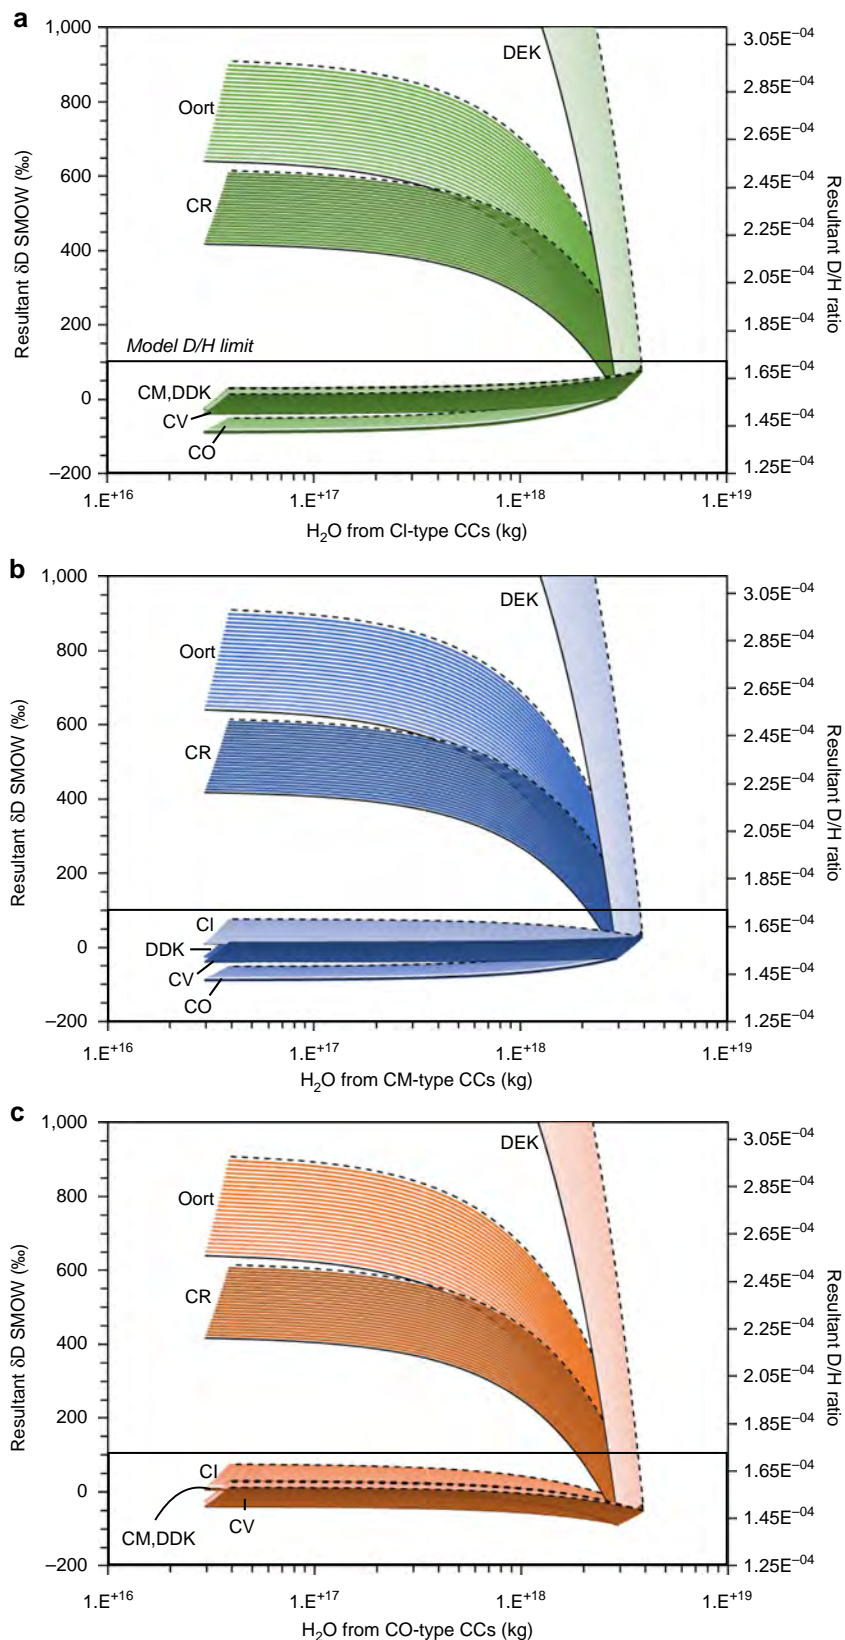 a
1,000
800
600
400
200
0
–200
Resultant δD SMOW (‰)
Oort
CR
DEK
Model D/H limit
CM,DDK
CV
CO
3.05E⁻⁰⁴
2.85E⁻⁰⁴
2.65E⁻⁰⁴
2.45E⁻⁰⁴
2.25E⁻⁰⁴
2.05E⁻⁰⁴
1.85E⁻⁰⁴
1.65E⁻⁰⁴
1.45E⁻⁰⁴
1.25E⁻⁰⁴
Resultant D/H ratio
1.E⁺¹⁶ 1.E⁺¹⁷ 1.E⁺¹⁸ 1.E⁺¹⁹
H₂O from CI-type CCs (kg)
b
1,000
800
600
400
200
0
–200
Resultant δD SMOW (‰)
Oort
CR
DEK
CI
DDK
CV
CO
3.05E⁻⁰⁴
2.85E⁻⁰⁴
2.65E⁻⁰⁴
2.45E⁻⁰⁴
2.25E⁻⁰⁴
2.05E⁻⁰⁴
1.85E⁻⁰⁴
1.65E⁻⁰⁴
1.45E⁻⁰⁴
1.25E⁻⁰⁴
Resultant D/H ratio
1.E⁺¹⁶ 1.E⁺¹⁷ 1.E⁺¹⁸ 1.E⁺¹⁹
H₂O from CM-type CCs (kg)
c
1,000
800
600
400
200
0
–200
Resultant δD SMOW (‰)
Oort
CR
DEK
CI
CM,DDK
CV
3.05E⁻⁰⁴
2.85E⁻⁰⁴
2.65E⁻⁰⁴
2.45E⁻⁰⁴
2.25E⁻⁰⁴
2.05E⁻⁰⁴
1.85E⁻⁰⁴
1.65E⁻⁰⁴
1.45E⁻⁰⁴
1.25E⁻⁰⁴
Resultant D/H ratio
1.E⁺¹⁶ 1.E⁺¹⁷ 1.E⁺¹⁸ 1.E⁺¹⁹
H₂O from CO-type CCs (kg)